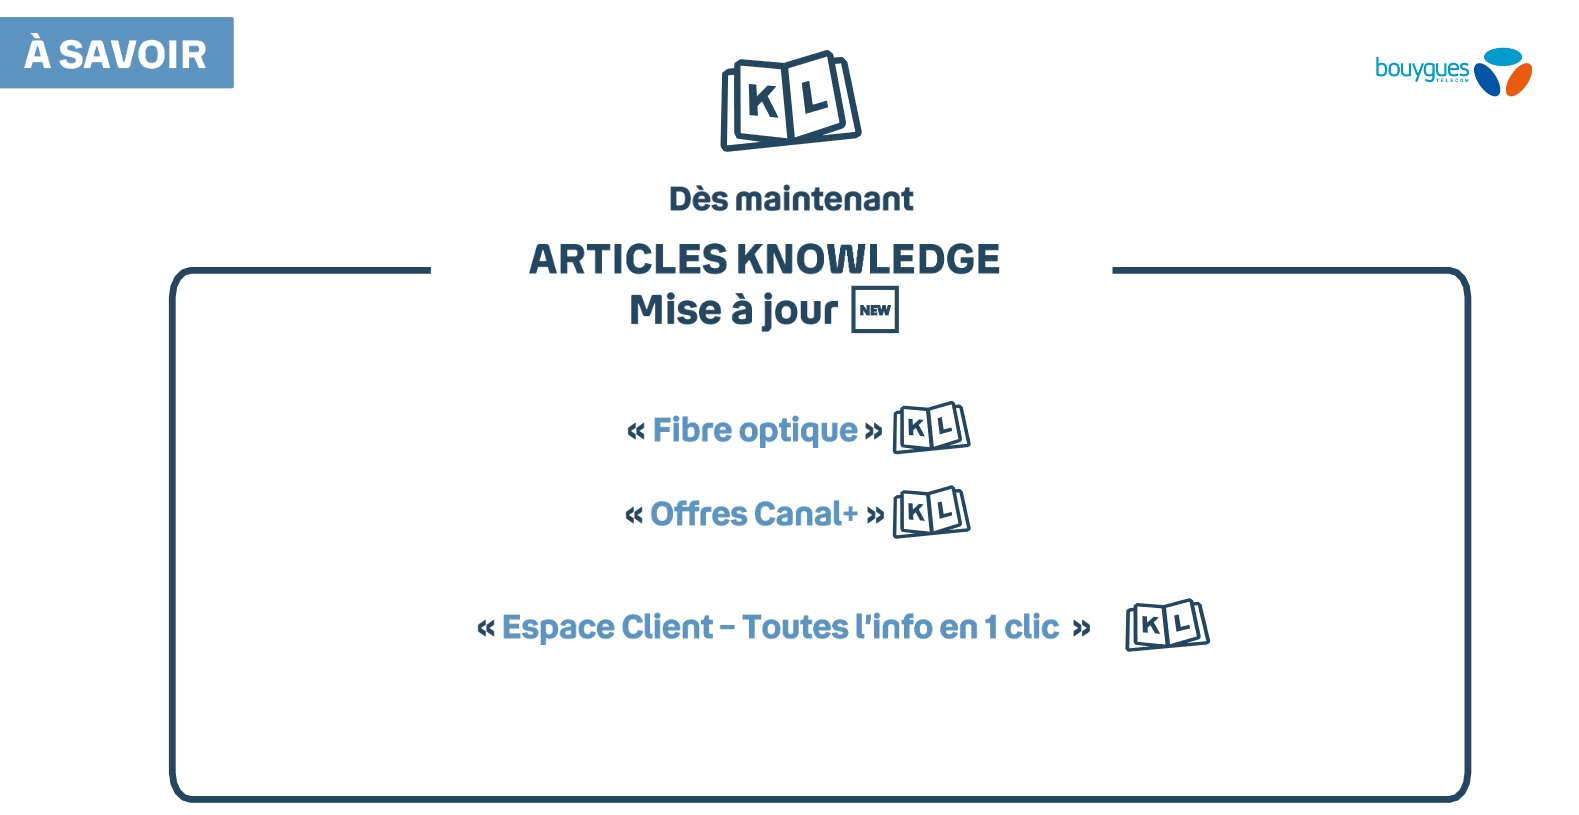 À SAVOIR
bouygues
TELECOM
K L
Dès maintenant
ARTICLES KNOWLEDGE
Mise à jour NEW
« Fibre optique » K L
« Offres Canal+ » K L
« Espace Client – Toutes l'info en 1 clic » K L